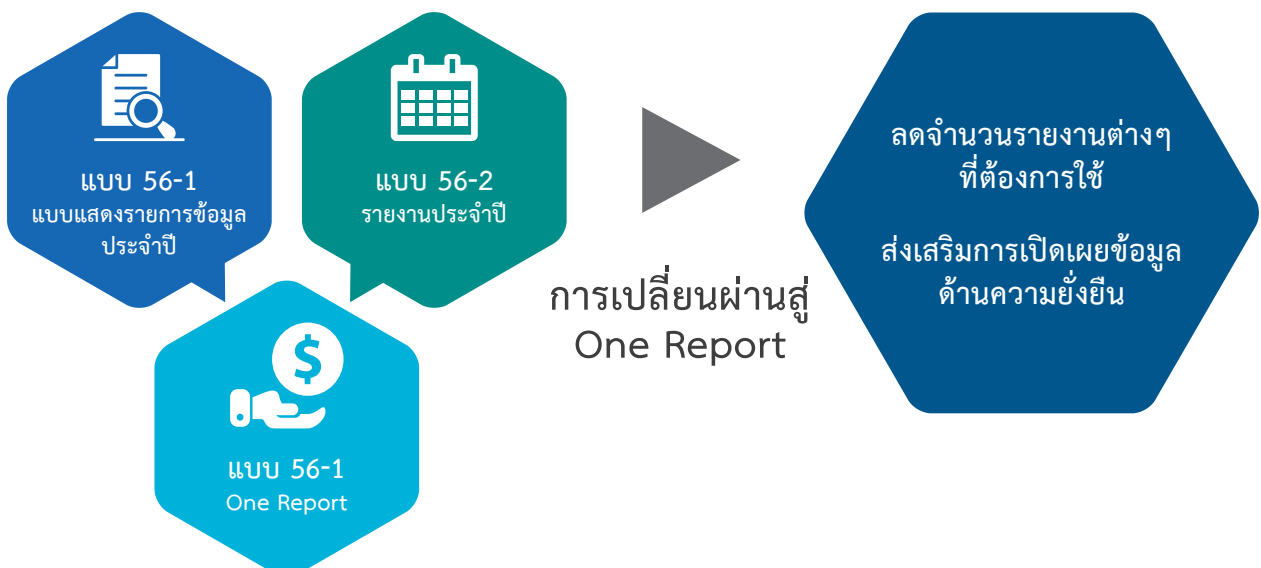 แบบ 56-1
แบบแสดงรายการข้อมูล
ประจำปี
แบบ 56-2
รายงานประจำปี
$
แบบ 56-1
One Report
การเปลี่ยนผ่านสู่
One Report
ลดจำนวนรายงานต่างๆ
ที่ต้องการใช้
ส่งเสริมการเปิดเผยข้อมูล
ด้านความยั่งยืน